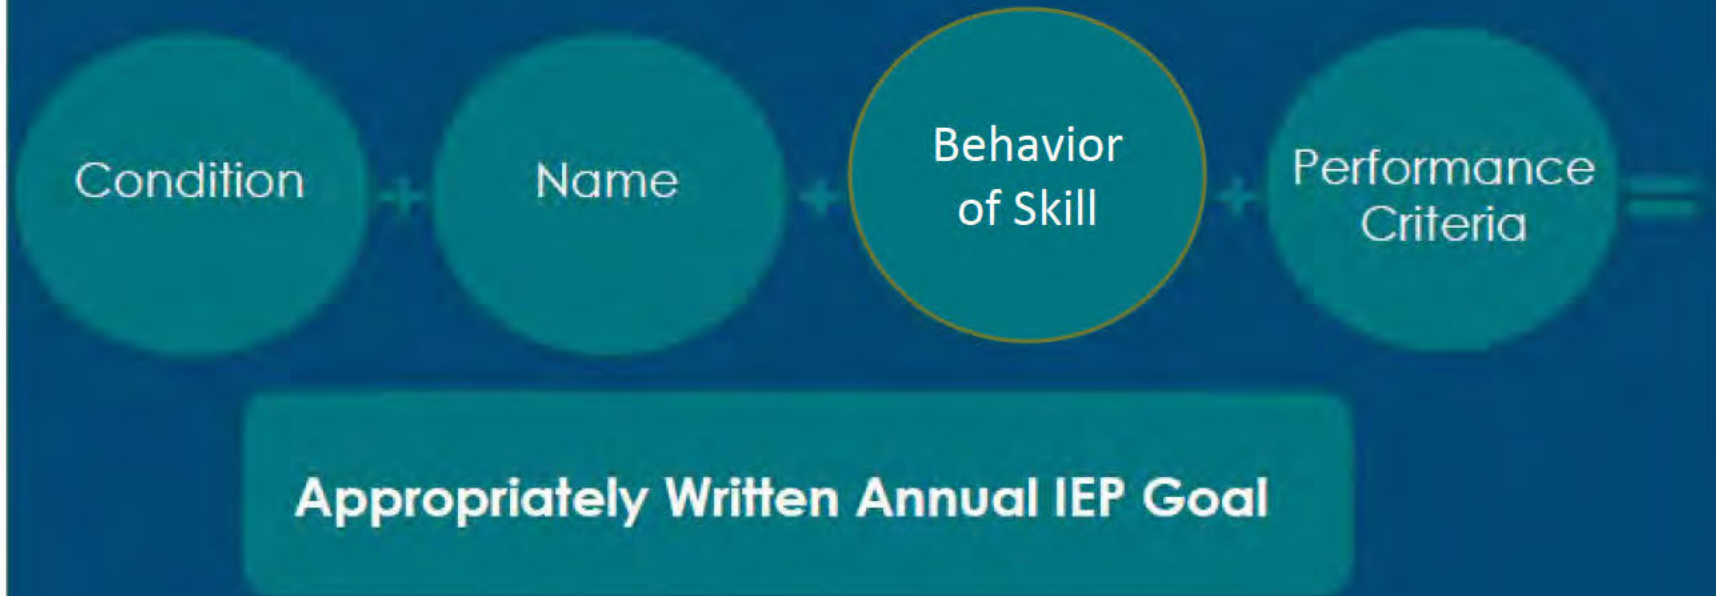 Condition + Name + Behavior
of Skill + Performance
Criteria =
Appropriately Written Annual IEP Goal